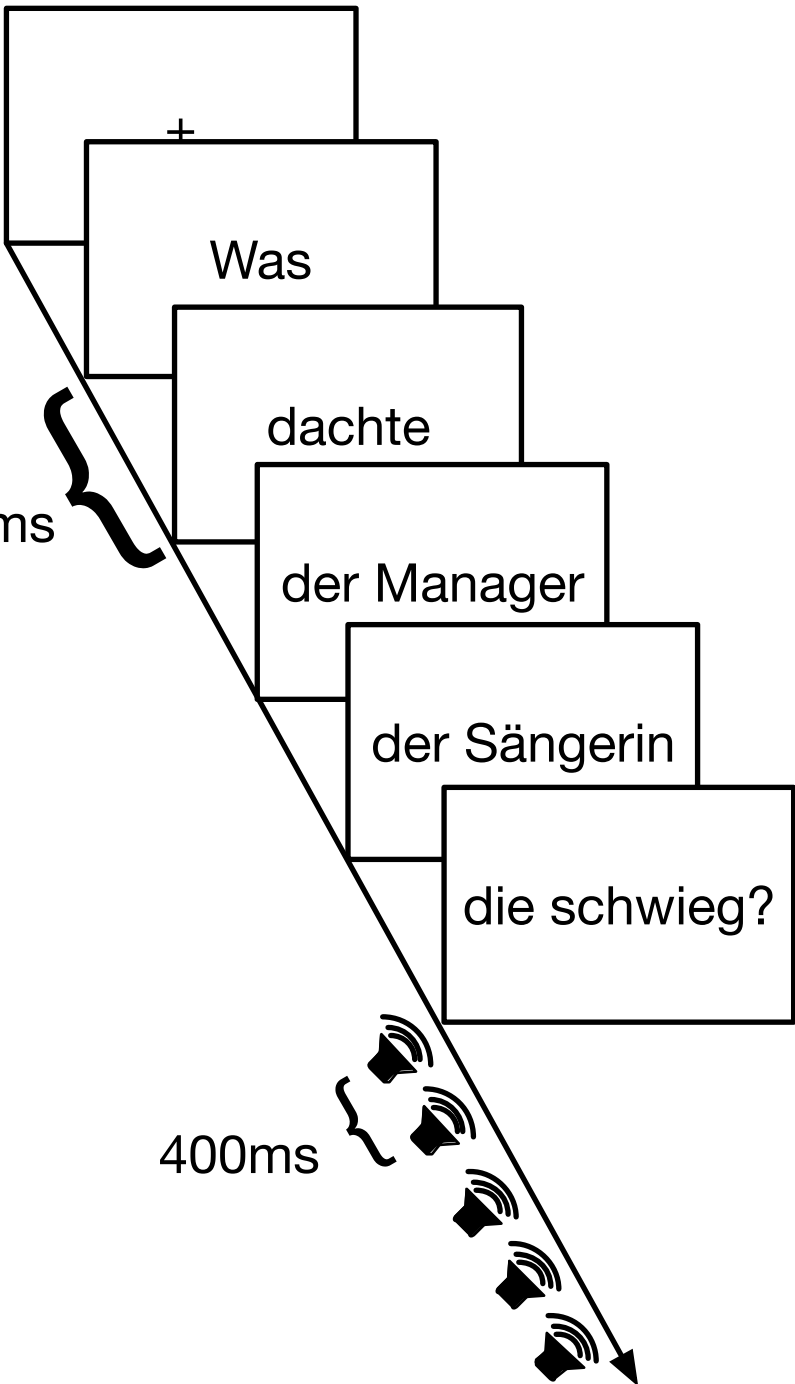 +
Was
dachte
ms
der Manager
der Sängerin
die schwieg?
400ms